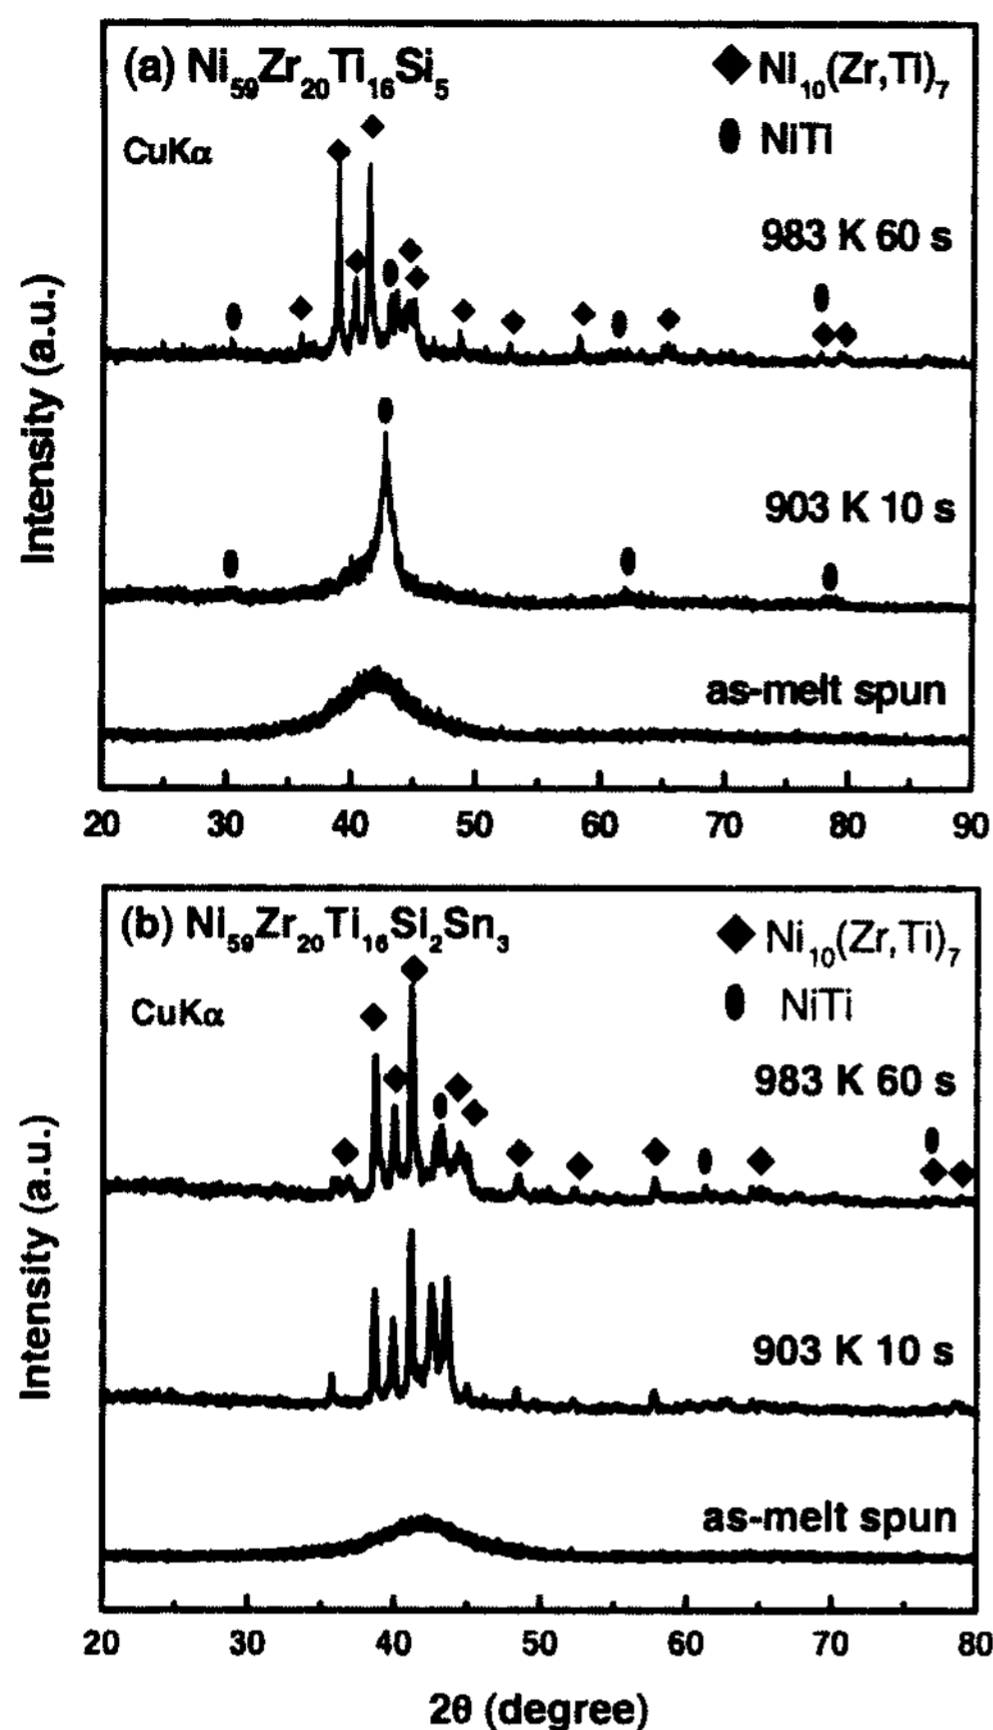 (a) Ni₅₉Zr₂₀Ti₁₆Si₅
Ni₁₀(Zr,Ti)₇
CuKα
NiTi
983 K 60 s
903 K 10 s
as-melt spun
Intensity (a.u.)
20 30 40 50 60 70 80 90
(b) Ni₅₉Zr₂₀Ti₁₆Si₂Sn₃
Ni₁₀(Zr,Ti)₇
CuKα
NiTi
983 K 60 s
903 K 10 s
as-melt spun
Intensity (a.u.)
20 30 40 50 60 70 80
2θ (degree)